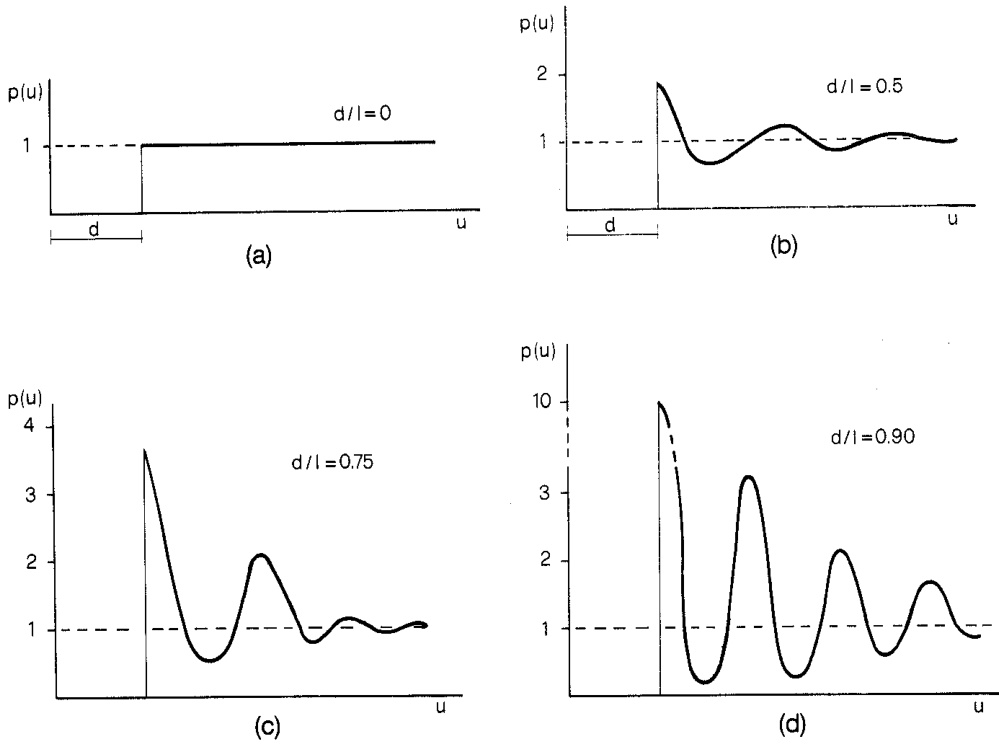 p(u)
d/l=0
1
d
u
(a)
p(u)
2
d/l=0.5
1
d
u
(b)
p(u)
4
d/l=0.75
3
2
1
u
(c)
p(u)
10
d/l=0.90
3
2
1
u
(d)